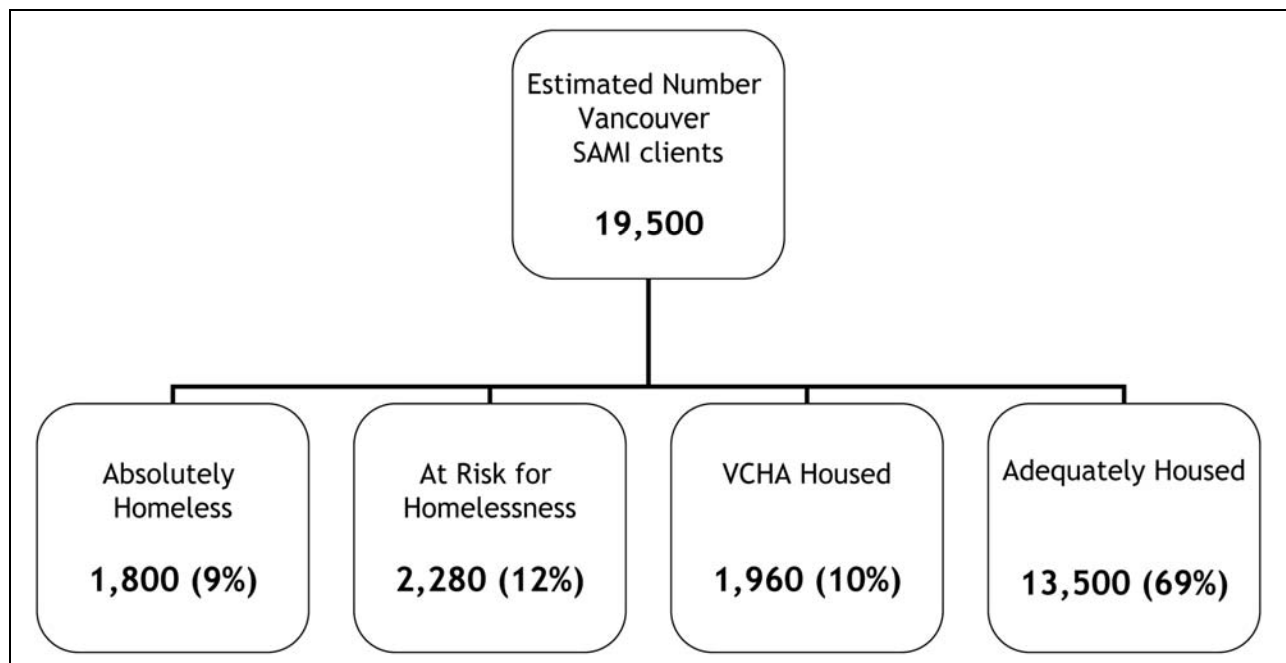 Estimated Number
Vancouver
SAMI clients
19,500
Absolutely
Homeless
1,800 (9%)
At Risk for
Homelessness
2,280 (12%)
VCHA Housed
1,960 (10%)
Adequately Housed
13,500 (69%)